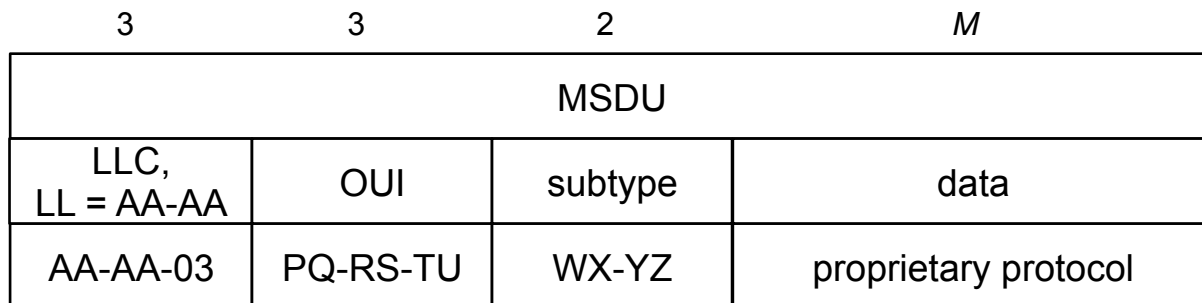 3 3 2 M
MSDU
LLC,
LL = AA-AA
OUI
subtype
data
AA-AA-03 PQ-RS-TU WX-YZ proprietary protocol